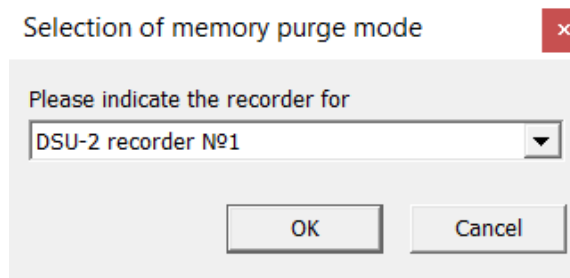 Selection of memory purge mode
Please indicate the recorder for
DSU-2 recorder №1
OK Cancel